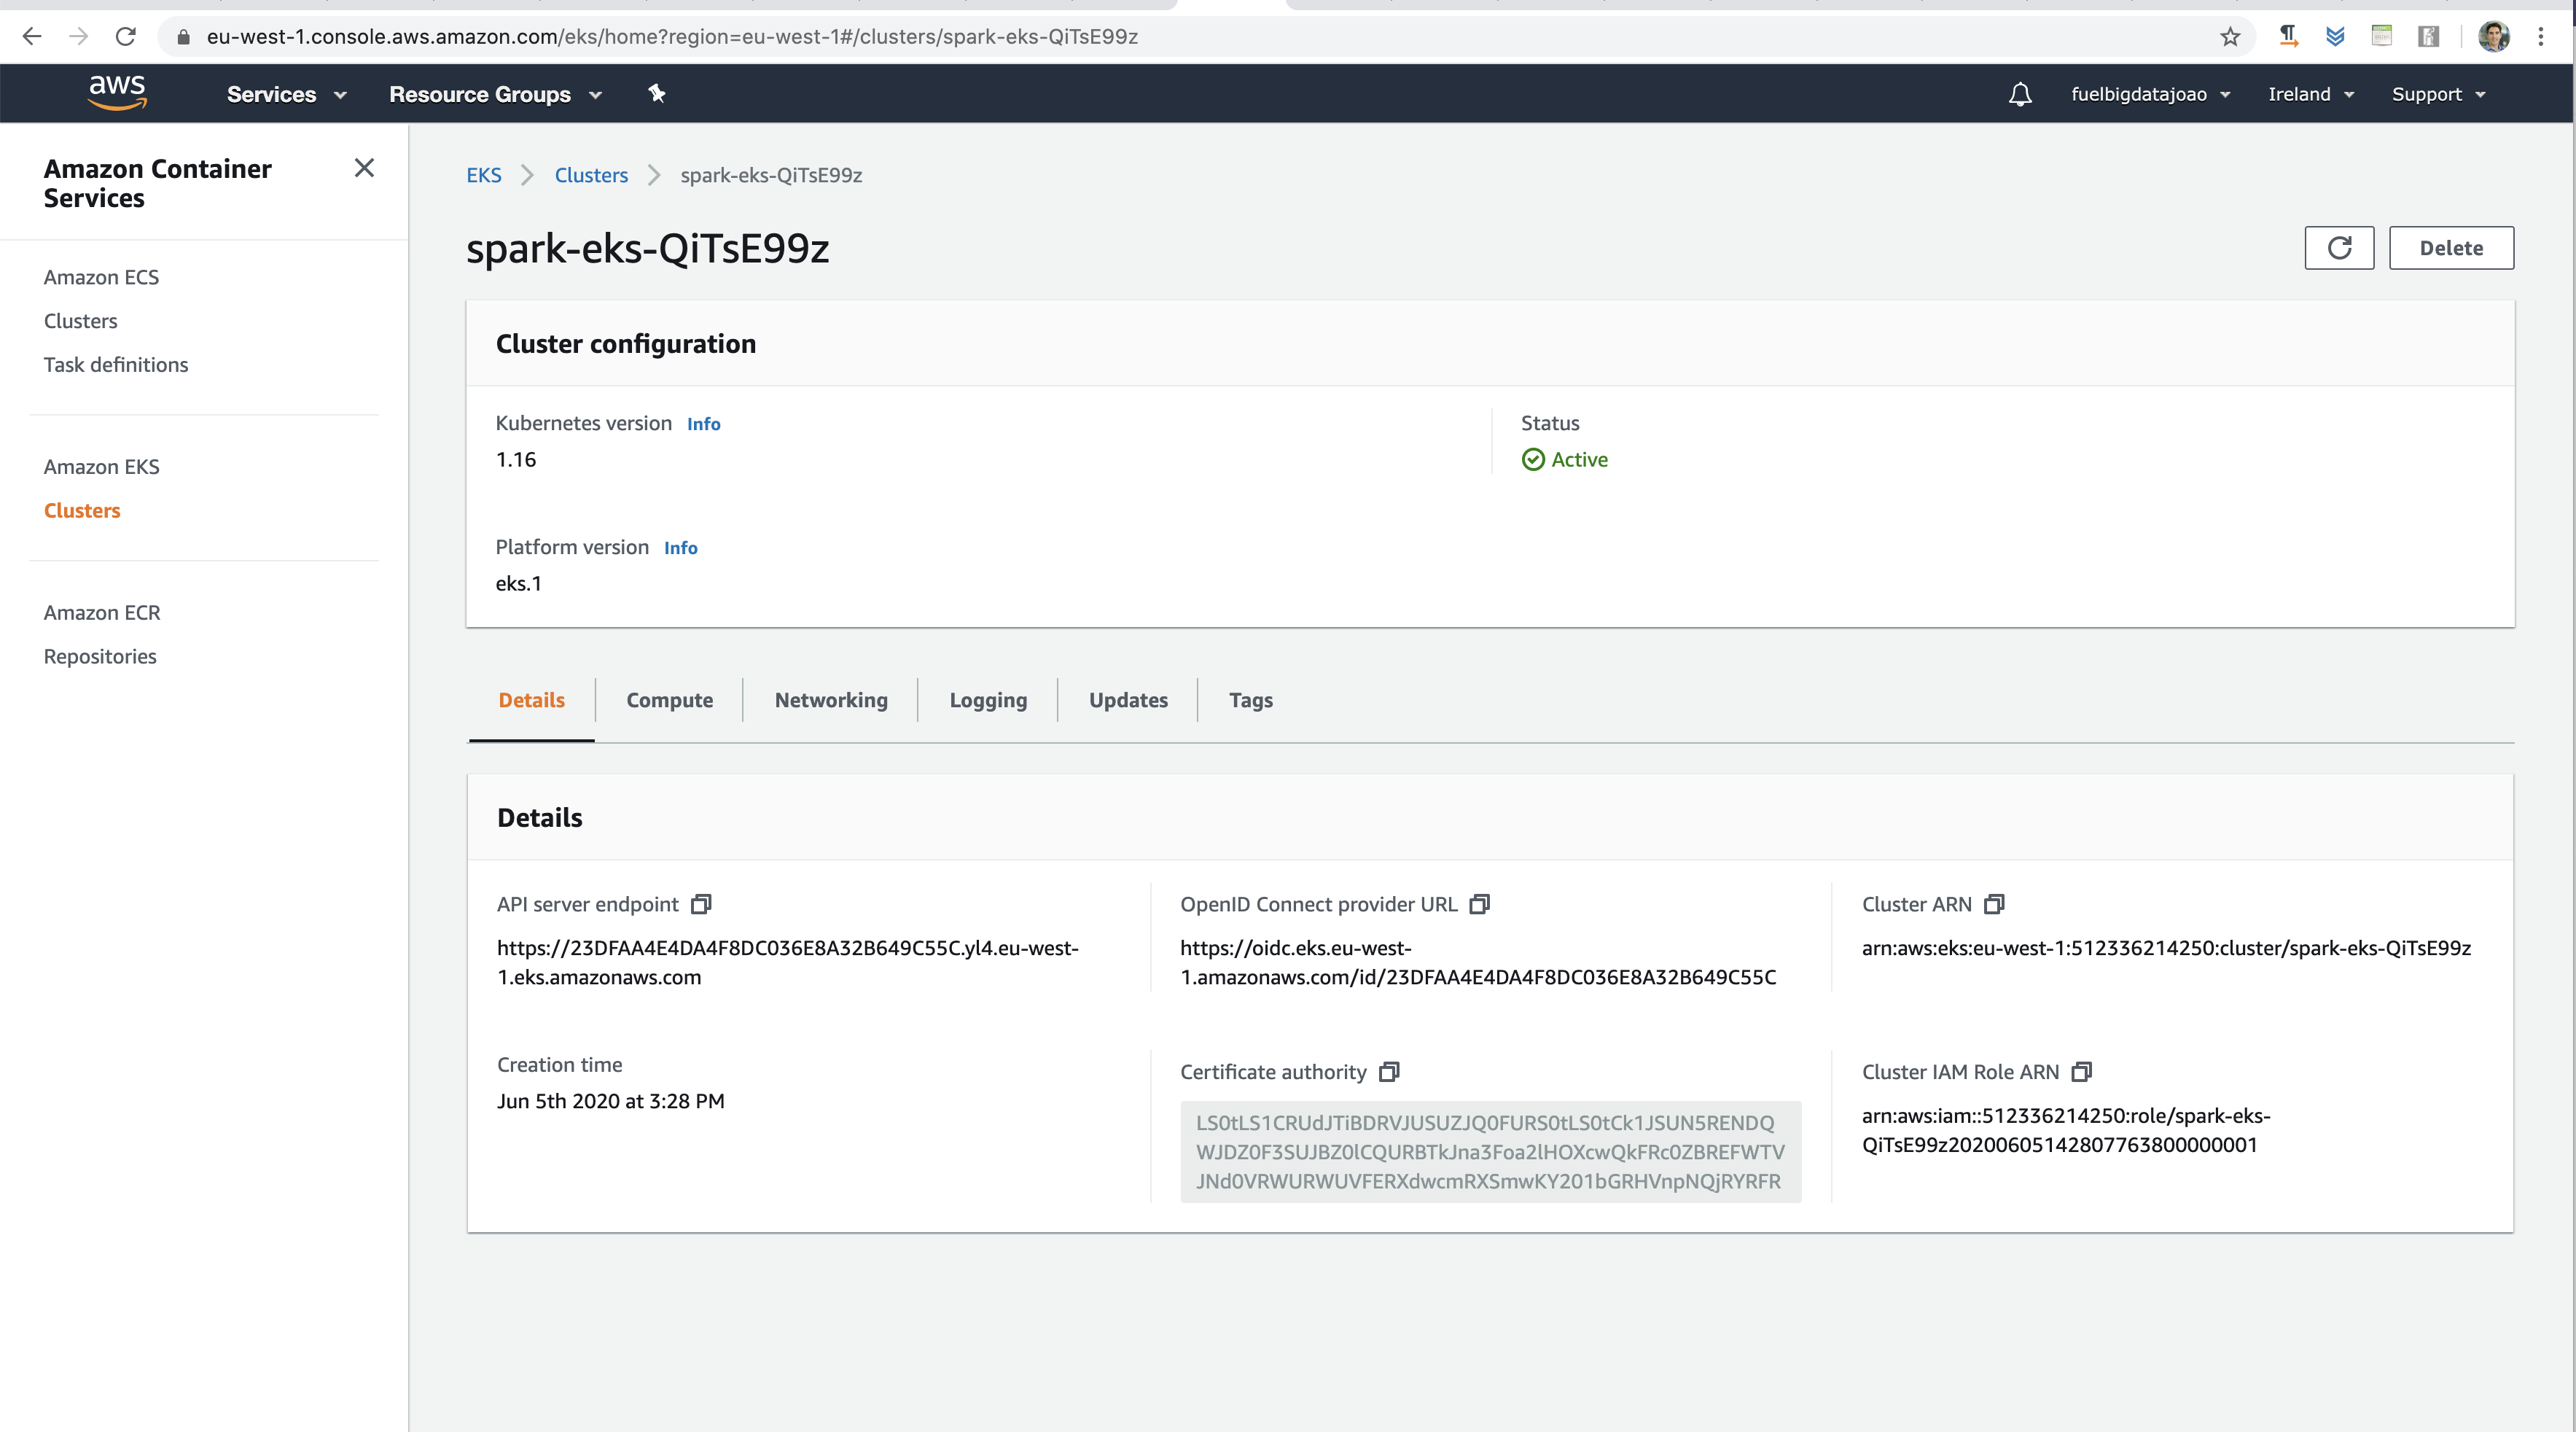 eu-west-1.console.aws.amazon.com/eks/home?region=eu-west-1#/clusters/spark-eks-QiTsE99z
aws
Services
Resource Groups
fuelbigdatajoao
Ireland
Support
Amazon Container
Services
Amazon ECS
Clusters
Task definitions
Amazon EKS
Clusters
Amazon ECR
Repositories
EKS
Clusters
spark-eks-QiTsE99z
spark-eks-QiTsE99z
Delete
Cluster configuration
Kubernetes version Info
1.16
Status
Active
Platform version Info
eks.1
Details
Compute
Networking
Logging
Updates
Tags
Details
API server endpoint
https://23DFAA4E4DA4F8DC036E8A32B649C55C.yl4.eu-west-
1.eks.amazonaws.com
OpenID Connect provider URL
https://oidc.eks.eu-west-
1.amazonaws.com/id/23DFAA4E4DA4F8DC036E8A32B649C55C
Cluster ARN
arn:aws:eks:eu-west-1:512336214250:cluster/spark-eks-QiTsE99z
Creation time
Jun 5th 2020 at 3:28 PM
Certificate authority
LS0tLS1CRUdJTiBDRVJUSUZJQ0FURS0tLS0tCk1JSUN5RENDQ
WJDZ0F3SUJBZ0lCQURBTkJna3Foa2lHOXcwQkFRc0ZBREFWTV
JNd0VRWURWUVFERXdwcmRXSmwKY201bGRHVnpNQjRYRFR
Cluster IAM Role ARN
arn:aws:iam::512336214250:role/spark-eks-
QiTsE99z20200605142807763800000001